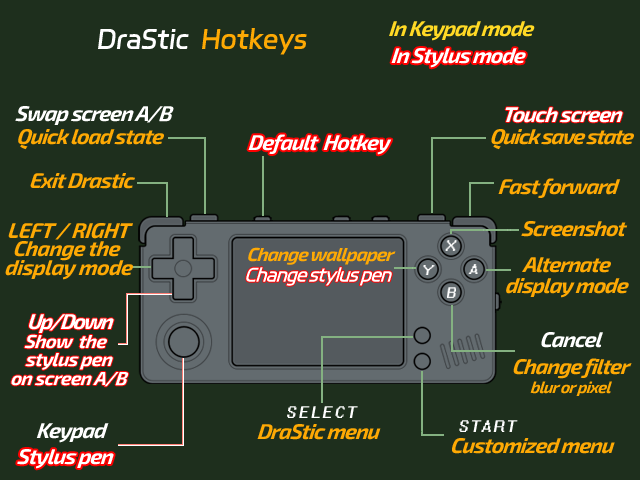 DraStic Hotkeys
In Keypad mode
In Stylus mode
Swap screen A/B
Quick load state
Default Hotkey
Touch screen
Quick save state
Exit Drastic
Fast forward
LEFT / RIGHT
Change the
display mode
Change wallpaper
Change stylus pen
X
Y
A
B
Screenshot
Alternate
display mode
Up/Down
Show the
stylus pen
on screen A/B
Cancel
Change filter
blur or pixel
Keypad
Stylus pen
SELECT
DraStic menu
START
Customized menu